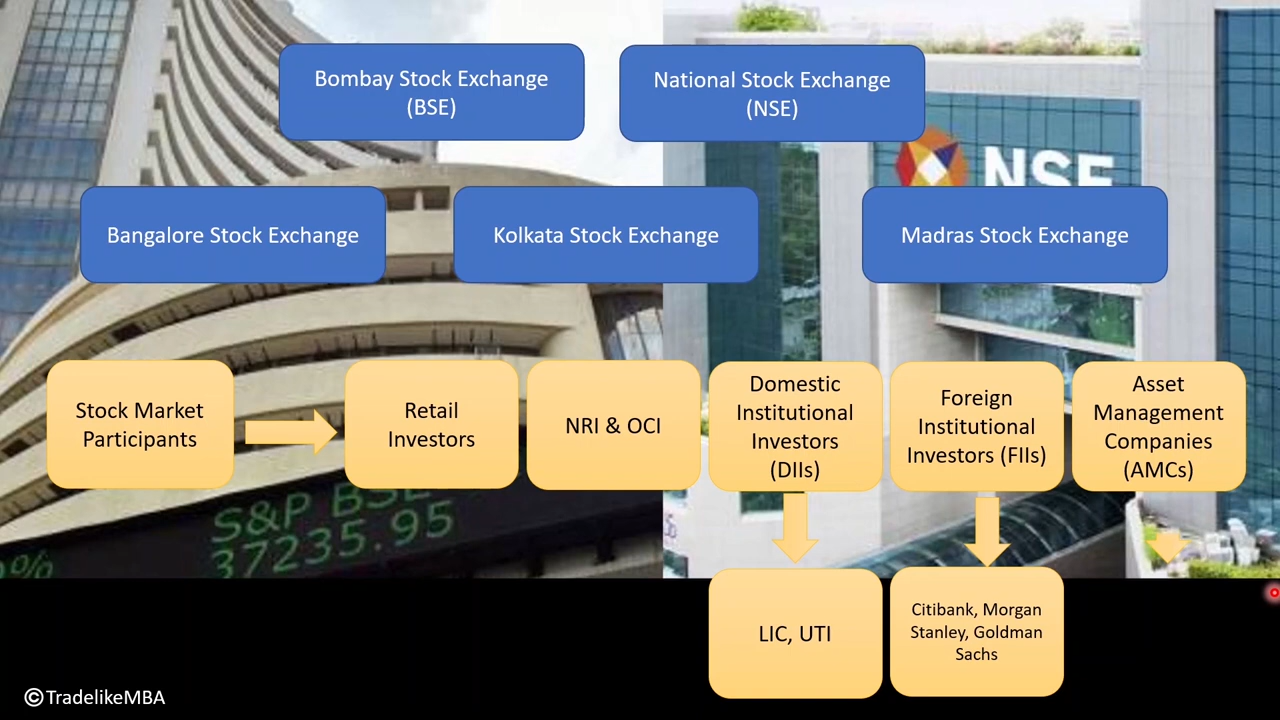 Bombay Stock Exchange
(BSE)
National Stock Exchange
(NSE)
NSE
Bangalore Stock Exchange
Kolkata Stock Exchange
Madras Stock Exchange
Stock Market
Participants
Retail
Investors
NRI & OCI
Domestic
Institutional
Investors
(DIIs)
Foreign
Institutional
Investors (FIIs)
Asset
Management
Companies
(AMCs)
S&P BSE
37235.95
0%
LIC, UTI
Citibank, Morgan
Stanley, Goldman
Sachs
©TradelikeMBA